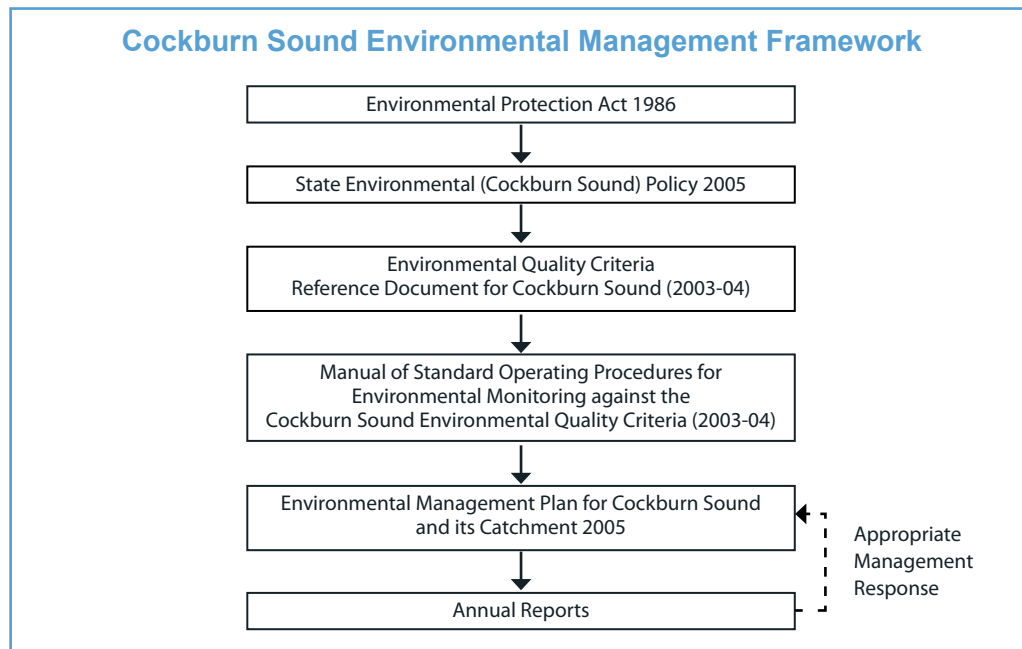 Cockburn Sound Environmental Management Framework
Environmental Protection Act 1986
State Environmental (Cockburn Sound) Policy 2005
Environmental Quality Criteria
Reference Document for Cockburn Sound (2003-04)
Manual of Standard Operating Procedures for
Environmental Monitoring against the
Cockburn Sound Environmental Quality Criteria (2003-04)
Environmental Management Plan for Cockburn Sound
and its Catchment 2005
Appropriate
Management
Response
Annual Reports